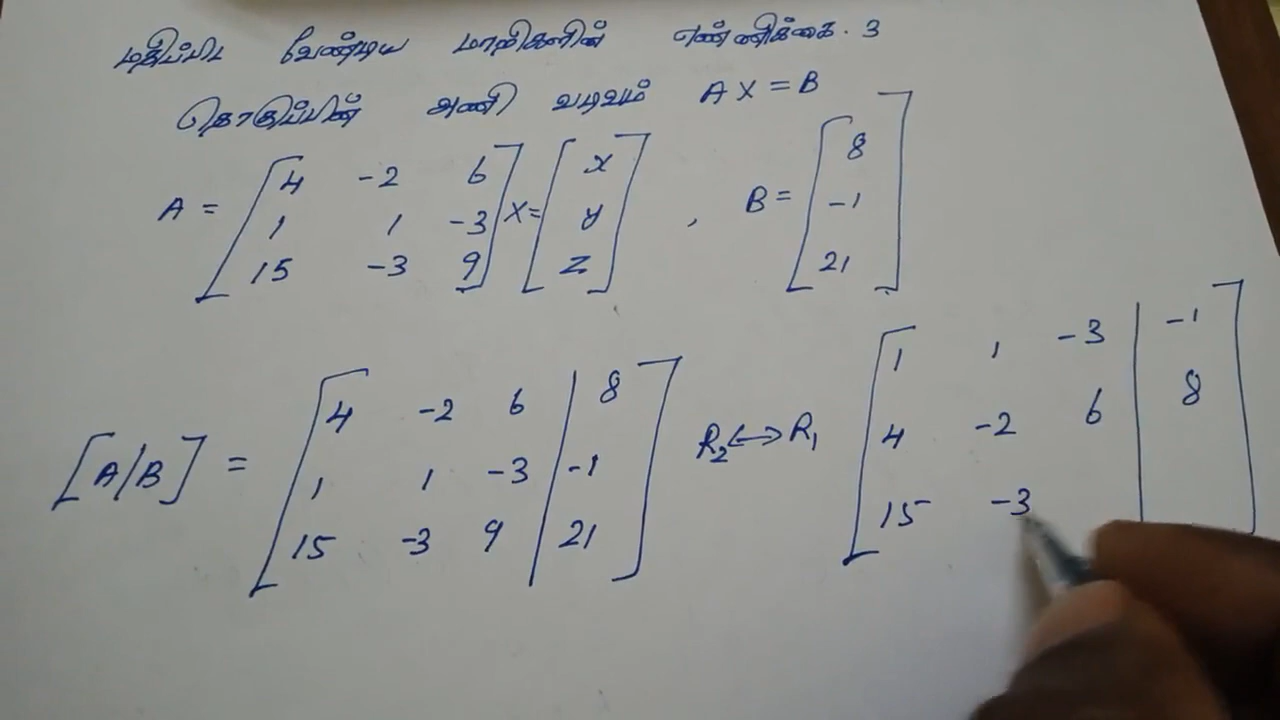 மதிப்பிட வேண்டிய மாறிகளின் எண்ணிக்கை. 3
தொகுப்பின் அணி வடிவம் A X = B
A = [4 -2 6
1 1 -3
15 -3 9] X = [x
y
z] , B = [8
-1
21]
[A/B] = [4 -2 6 | 8
1 1 -3 | -1
15 -3 9 | 21]
R₂ ↔ R₁ [1 1 -3 | -1
4 -2 6 | 8
15 -3 | ]